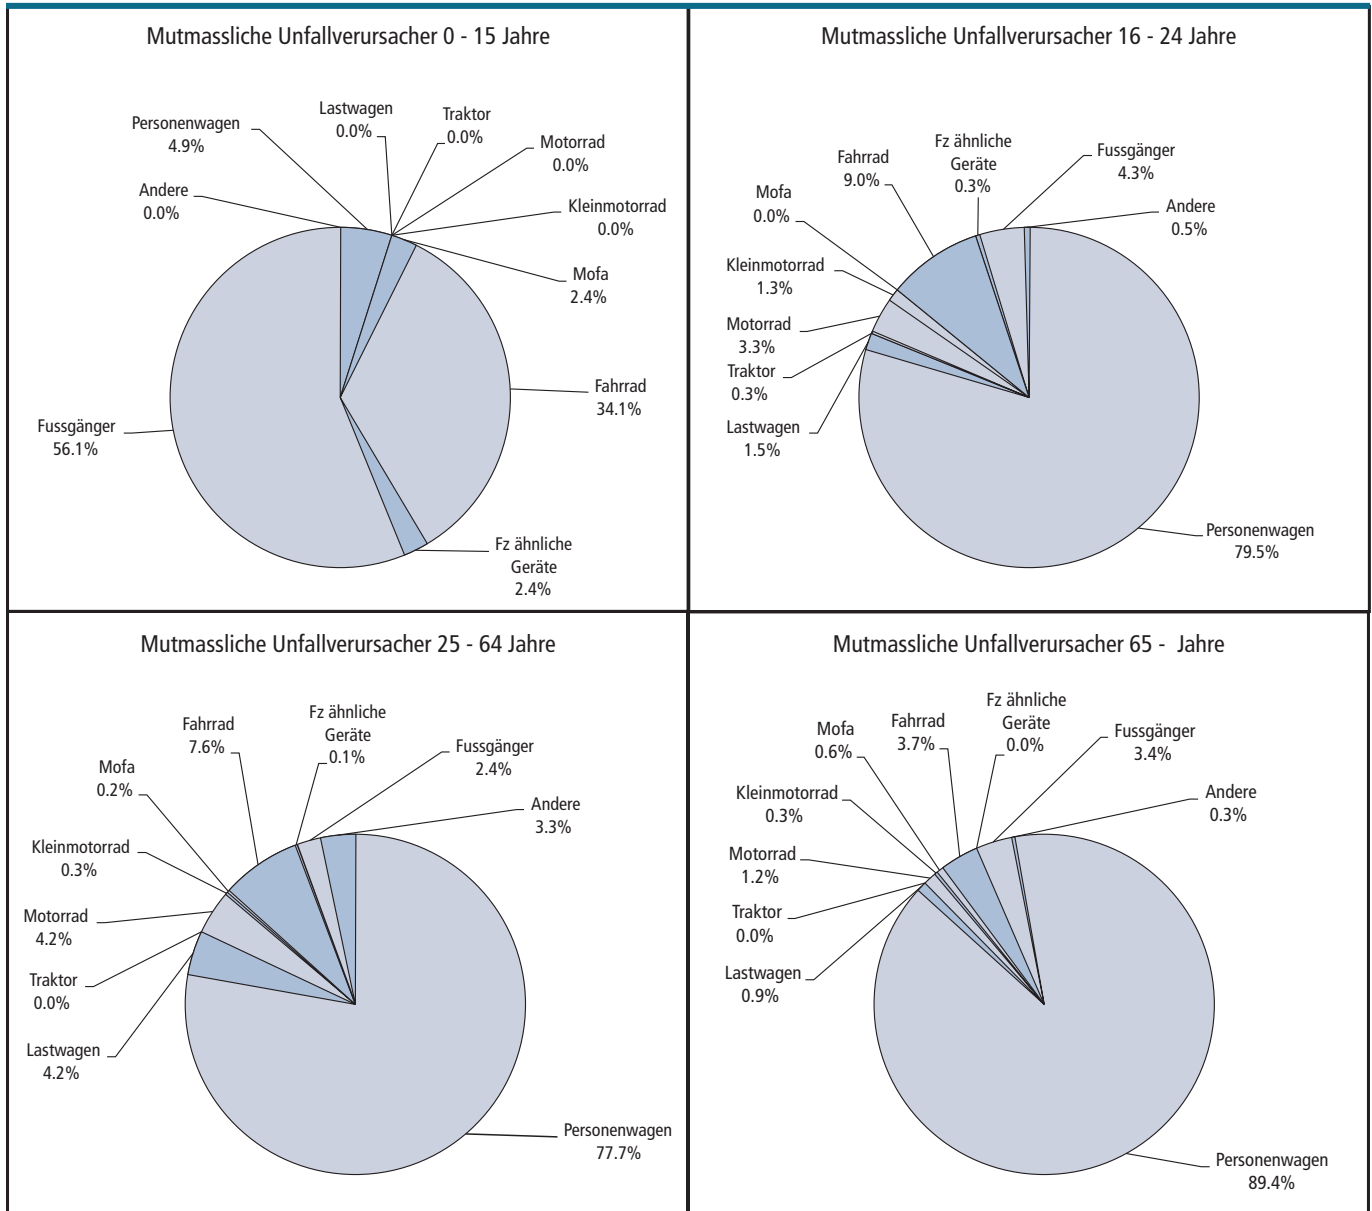 Mutmassliche Unfallverursacher 0 - 15 Jahre
Lastwagen
0.0%
Traktor
0.0%
Personenwagen
4.9%
Motorrad
0.0%
Andere
0.0%
Kleinmotorrad
0.0%
Mofa
2.4%
Fahrrad
34.1%
Fussgänger
56.1%
Fz ähnliche
Geräte
2.4%
Mutmassliche Unfallverursacher 16 - 24 Jahre
Fz ähnliche
Geräte
0.3%
Fussgänger
4.3%
Fahrrad
9.0%
Mofa
0.0%
Andere
0.5%
Kleinmotorrad
1.3%
Motorrad
3.3%
Traktor
0.3%
Lastwagen
1.5%
Personenwagen
79.5%
Mutmassliche Unfallverursacher 25 - 64 Jahre
Fz ähnliche
Geräte
0.1%
Fahrrad
7.6%
Fussgänger
2.4%
Mofa
0.2%
Andere
3.3%
Kleinmotorrad
0.3%
Motorrad
4.2%
Traktor
0.0%
Lastwagen
4.2%
Personenwagen
77.7%
Mutmassliche Unfallverursacher 65 - Jahre
Fz ähnliche
Geräte
0.0%
Fahrrad
3.7%
Mofa
0.6%
Fussgänger
3.4%
Kleinmotorrad
0.3%
Andere
0.3%
Motorrad
1.2%
Traktor
0.0%
Lastwagen
0.9%
Personenwagen
89.4%